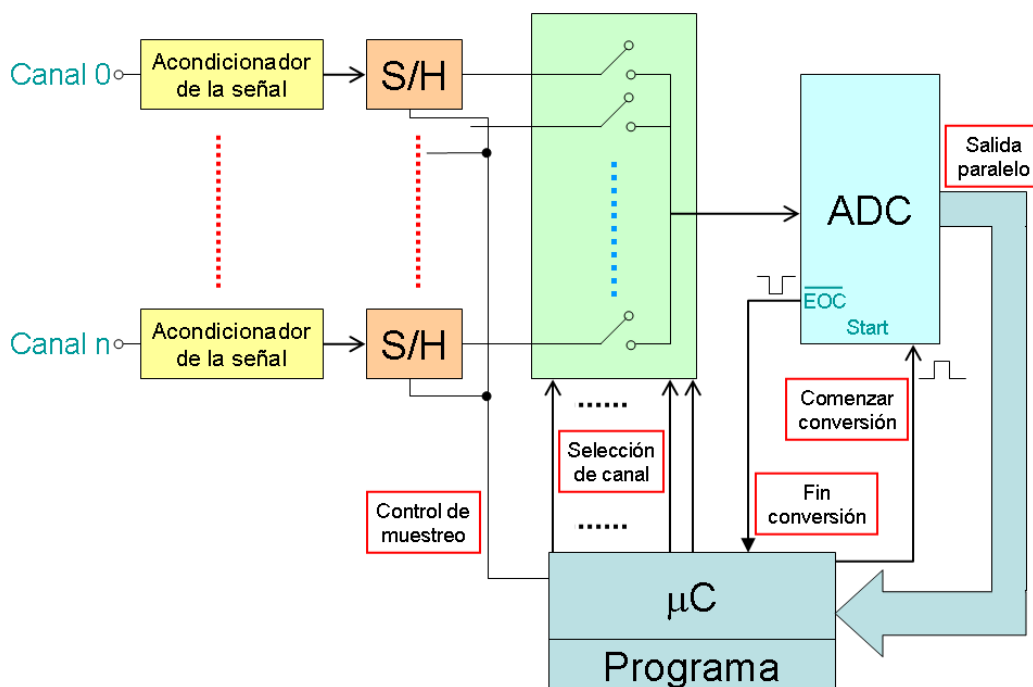 Canal 0
Acondicionador
de la señal
S/H
ADC
Salida
paralelo
EOC
Start
Canal n
Acondicionador
de la señal
S/H
Comenzar
conversión
Selección
de canal
Fin
conversión
Control de
muestreo
μC
Programa